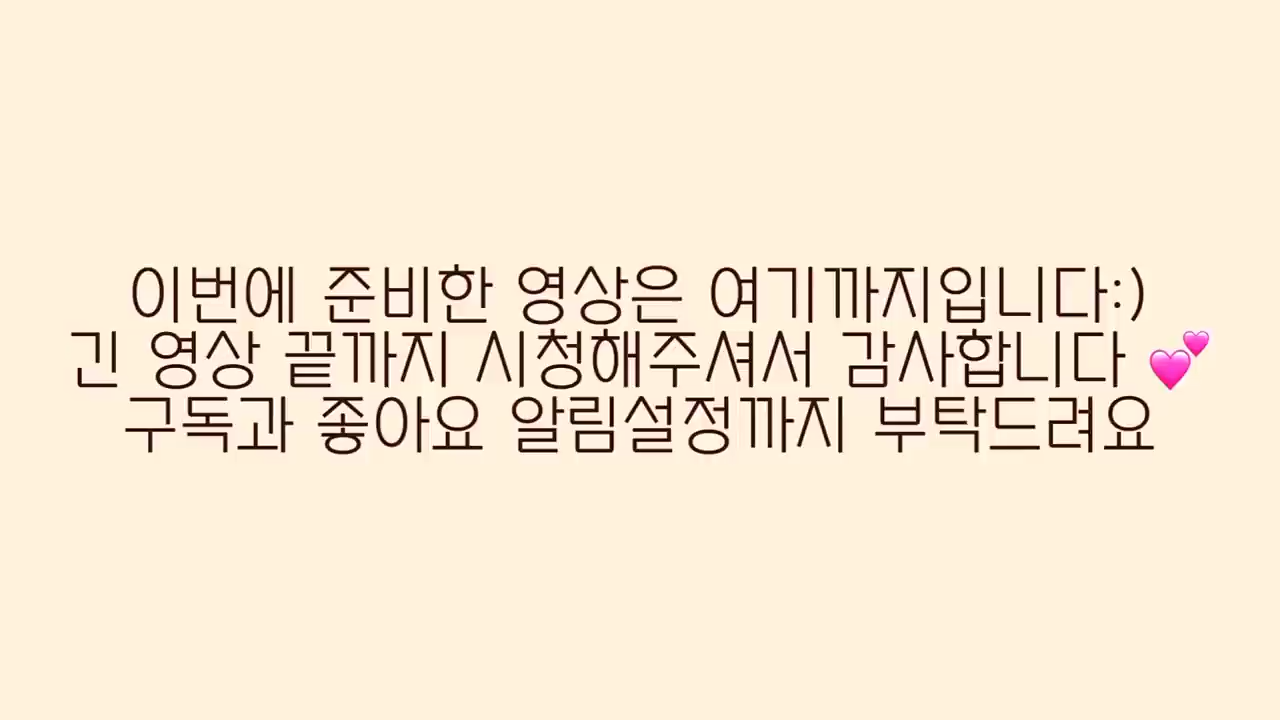 이번에 준비한 영상은 여기까지입니다:)
긴 영상 끝까지 시청해주셔서 감사합니다 💕
구독과 좋아요 알림설정까지 부탁드려요